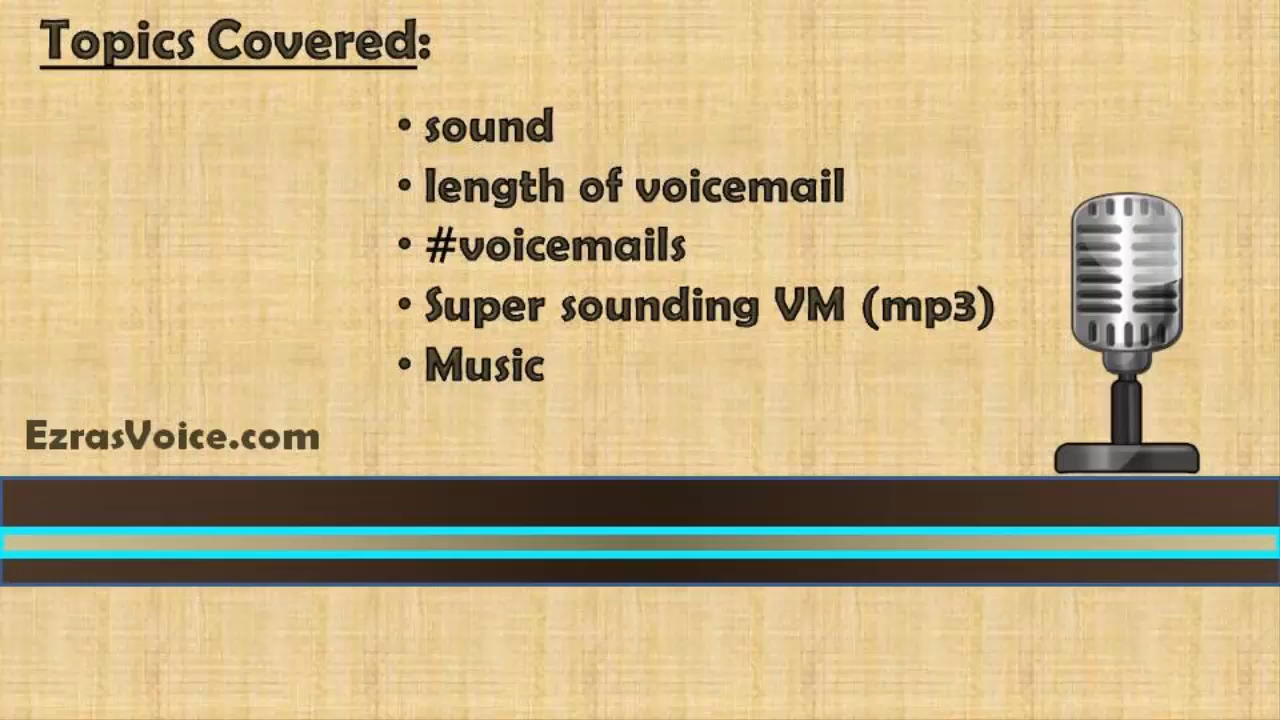 Topics Covered:
• sound
• length of voicemail
• #voicemails
• Super sounding VM (mp3)
• Music
EzrasVoice.com